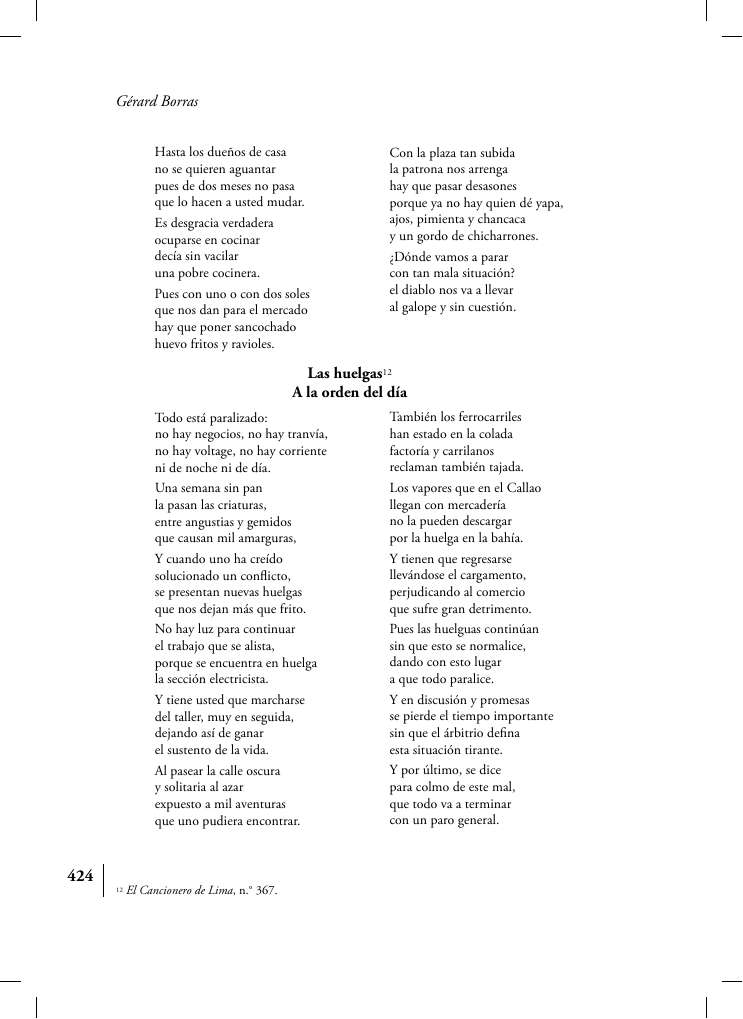 Gérard Borras
Hasta los dueños de casa
no se quieren aguantar
pues de dos meses no pasa
que lo hacen a usted mudar.
Es desgracia verdadera
ocuparse en cocinar
decía sin vacilar
una pobre cocinera.
Pues con uno o con dos soles
que nos dan para el mercado
hay que poner sancochado
huevo fritos y ravioles.
Con la plaza tan subida
la patrona nos arrenga
hay que pasar desasones
porque ya no hay quien dé yapa,
ajos, pimienta y chancaca
y un gordo de chicharrones.
¿Dónde vamos a parar
con tan mala situación?
el diablo nos va a llevar
al galope y sin cuestión.
Las huelgas12
A la orden del día
Todo está paralizado:
no hay negocios, no hay tranvía,
no hay voltage, no hay corriente
ni de noche ni de día.
Una semana sin pan
la pasan las criaturas,
entre angustias y gemidos
que causan mil amarguras,
Y cuando uno ha creído
solucionado un conflicto,
se presentan nuevas huelgas
que nos dejan más que frito.
No hay luz para continuar
el trabajo que se alista,
porque se encuentra en huelga
la sección electricista.
Y tiene usted que marcharse
del taller, muy en seguida,
dejando así de ganar
el sustento de la vida.
Al pasear la calle oscura
y solitaria al azar
expuesto a mil aventuras
que uno pudiera encontrar.
También los ferrocarriles
han estado en la colada
factoría y carrilanos
reclaman también tajada.
Los vapores que en el Callao
llegan con mercadería
no la pueden descargar
por la huelga en la bahía.
Y tienen que regresarse
llevándose el cargamento,
perjudicando al comercio
que sufre gran detrimento.
Pues las huelguas continúan
sin que esto se normalice,
dando con esto lugar
a que todo paralice.
Y en discusión y promesas
se pierde el tiempo importante
sin que el árbitrio defina
esta situación tirante.
Y por último, se dice
para colmo de este mal,
que todo va a terminar
con un paro general.
424
12 El Cancionero de Lima, n.° 367.